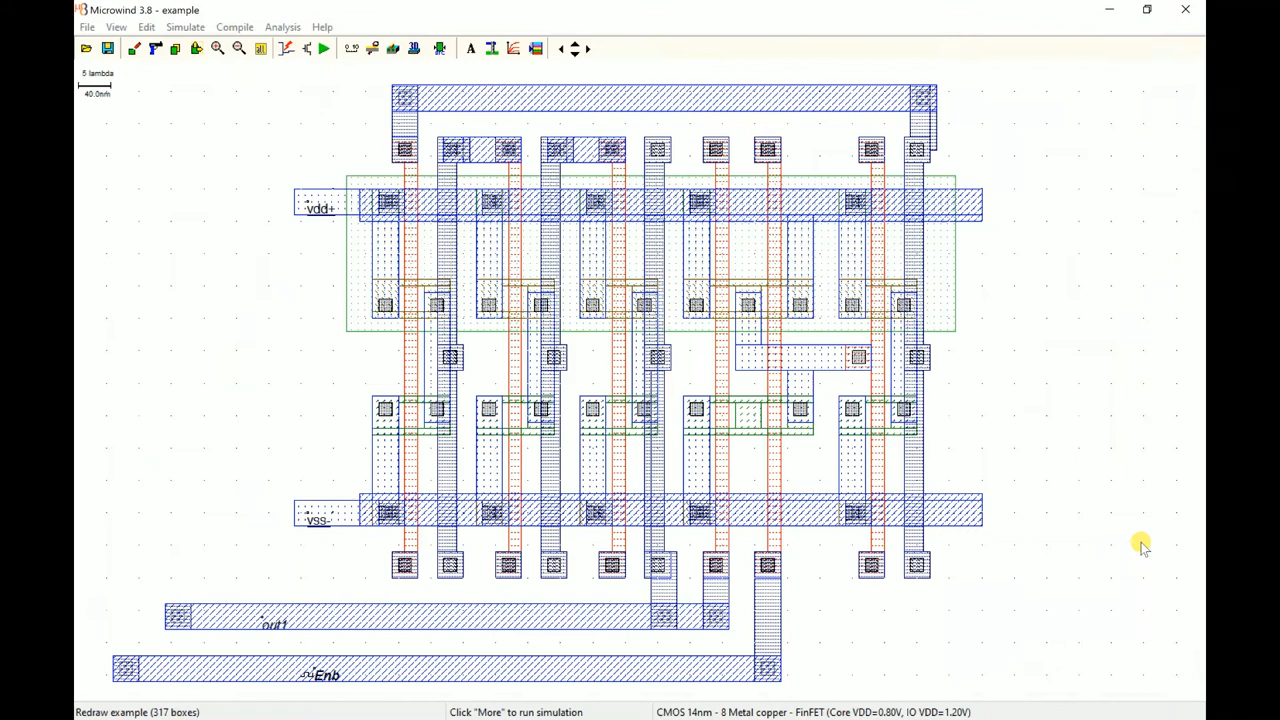 Microwind 3.8 - example
File View Edit Simulate Compile Analysis Help
A
5 lambda
40.0nm
vdd+
vss-
out1
Enb
Redraw example (317 boxes) Click "More" to run simulation CMOS 14nm - 8 Metal copper - FinFET (Core VDD=0.80V, IO VDD=1.20V)